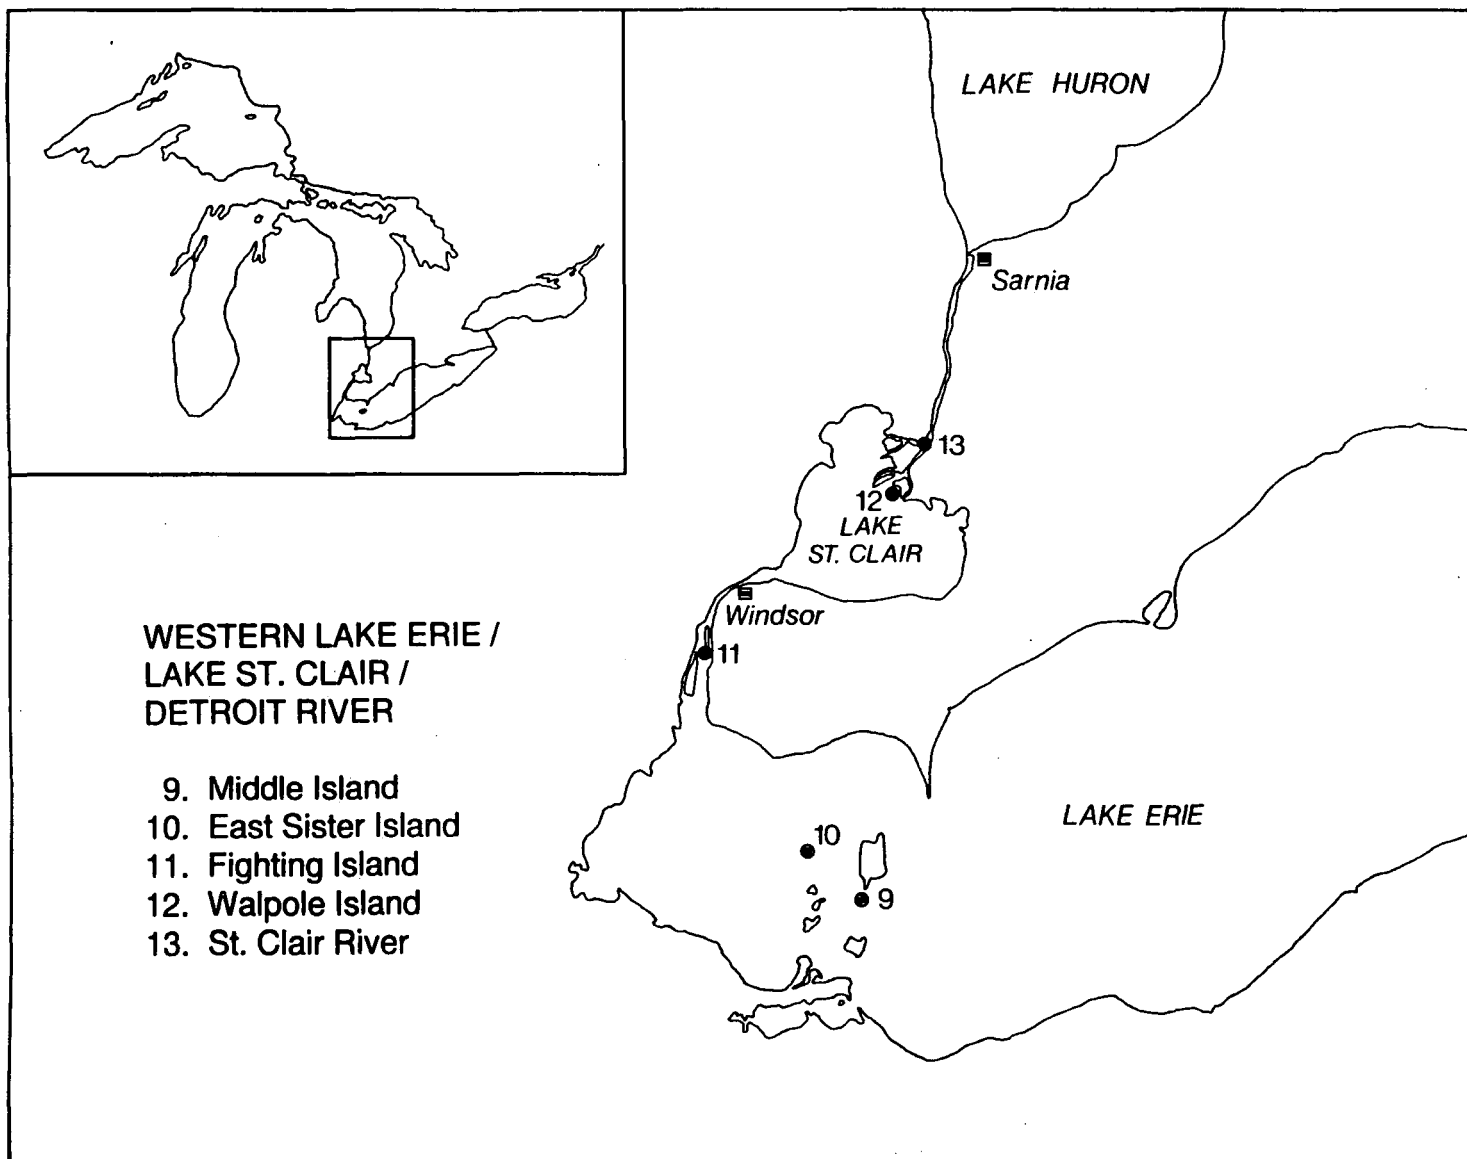 LAKE HURON
Sarnia
13
12
LAKE
ST. CLAIR
Windsor
11
WESTERN LAKE ERIE /
LAKE ST. CLAIR /
DETROIT RIVER
9. Middle Island
10. East Sister Island
11. Fighting Island
12. Walpole Island
13. St. Clair River
LAKE ERIE
10
9